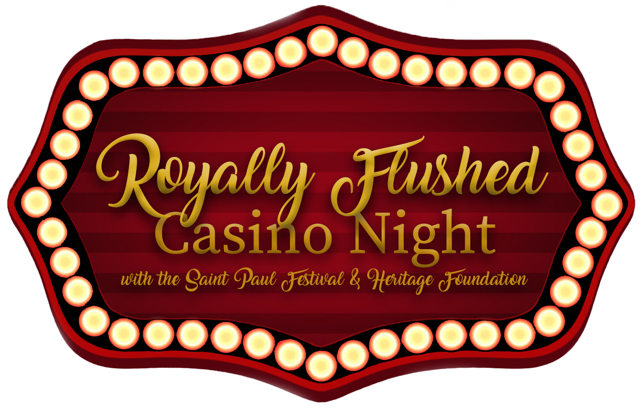 Royally Flushed
Casino Night
with the Saint Paul Festival & Heritage Foundation